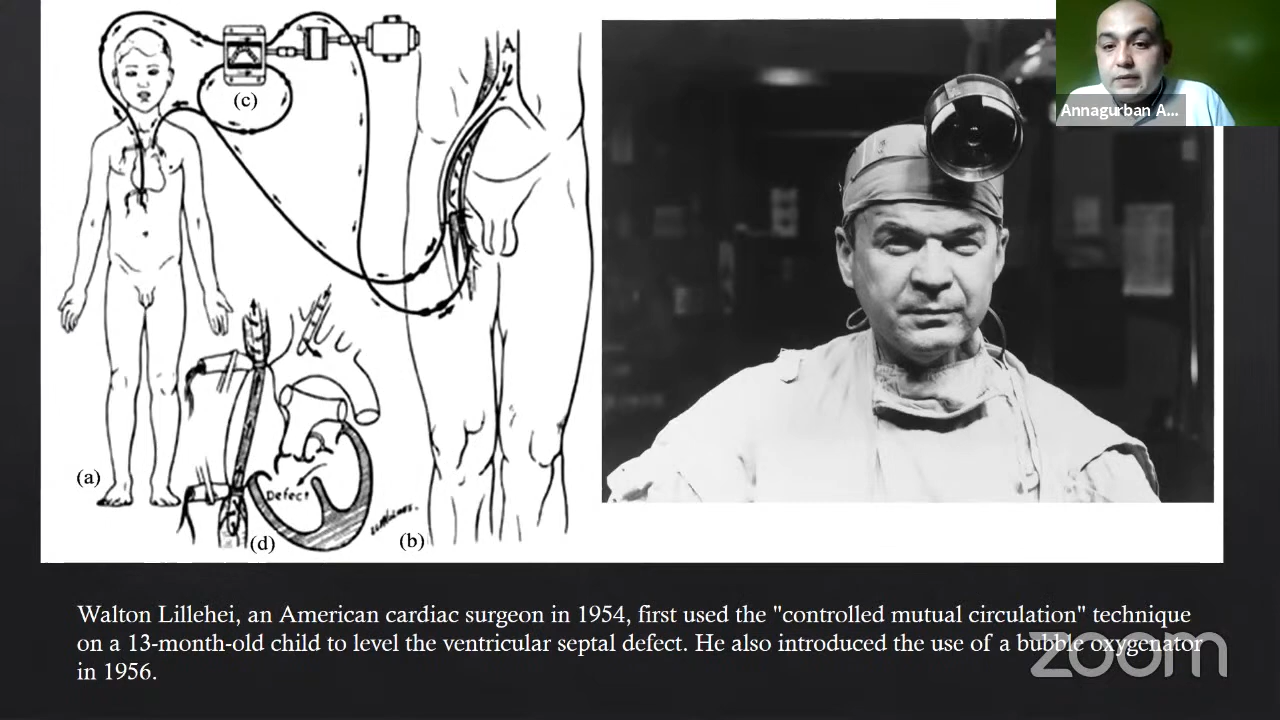 A
(c)
Annagurban A...
(a)
Defect
(d)
(b)
Walton Lillehei, an American cardiac surgeon in 1954, first used the "controlled mutual circulation" technique
on a 13-month-old child to level the ventricular septal defect. He also introduced the use of a bubble oxygenator
in 1956.
zoom